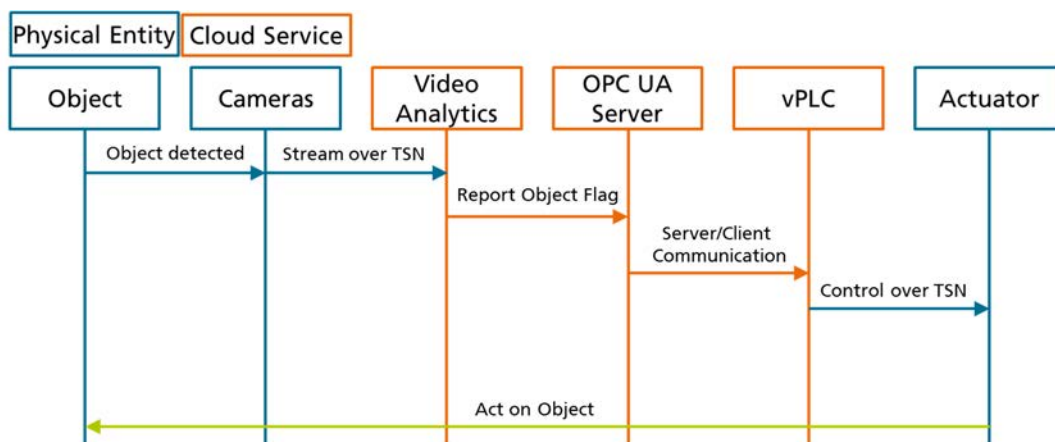 Physical Entity
Cloud Service
Object
Cameras
Video
Analytics
OPC UA
Server
vPLC
Actuator
Object detected
Stream over TSN
Report Object Flag
Server/Client
Communication
Control over TSN
Act on Object